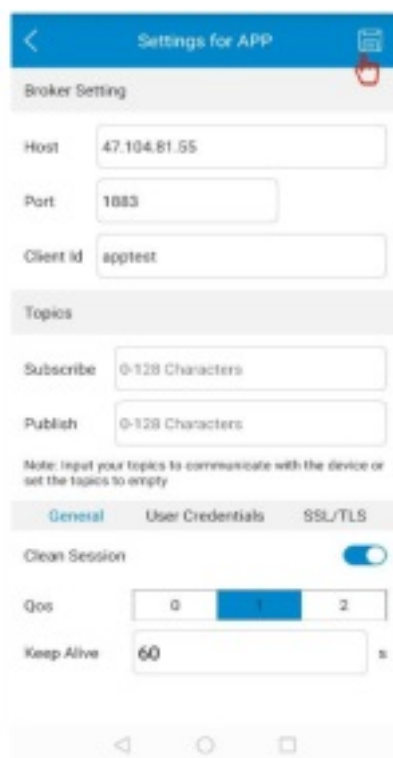 Settings for APP
Broker Setting
Host 47.104.81.55
Port 1883
Client Id apptest
Topics
Subscribe 0-128 Characters
Publish 0-128 Characters
Note: Input your topics to communicate with the device or
set the topics to empty
General User Credentials SSL/TLS
Clean Session
Qos 0 1 2
Keep Alive 60 s